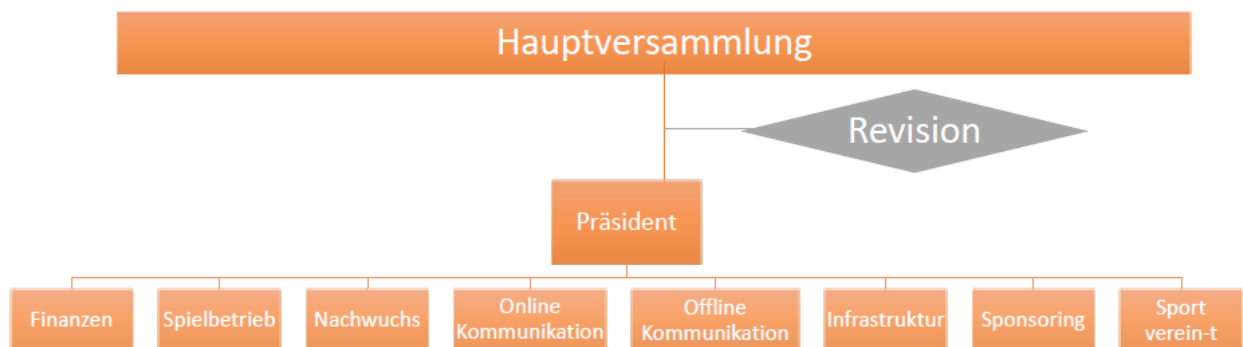 Hauptversammlung
Revision
Präsident
Finanzen
Spielbetrieb
Nachwuchs
Online
Kommunikation
Offline
Kommunikation
Infrastruktur
Sponsoring
Sport
verein-t